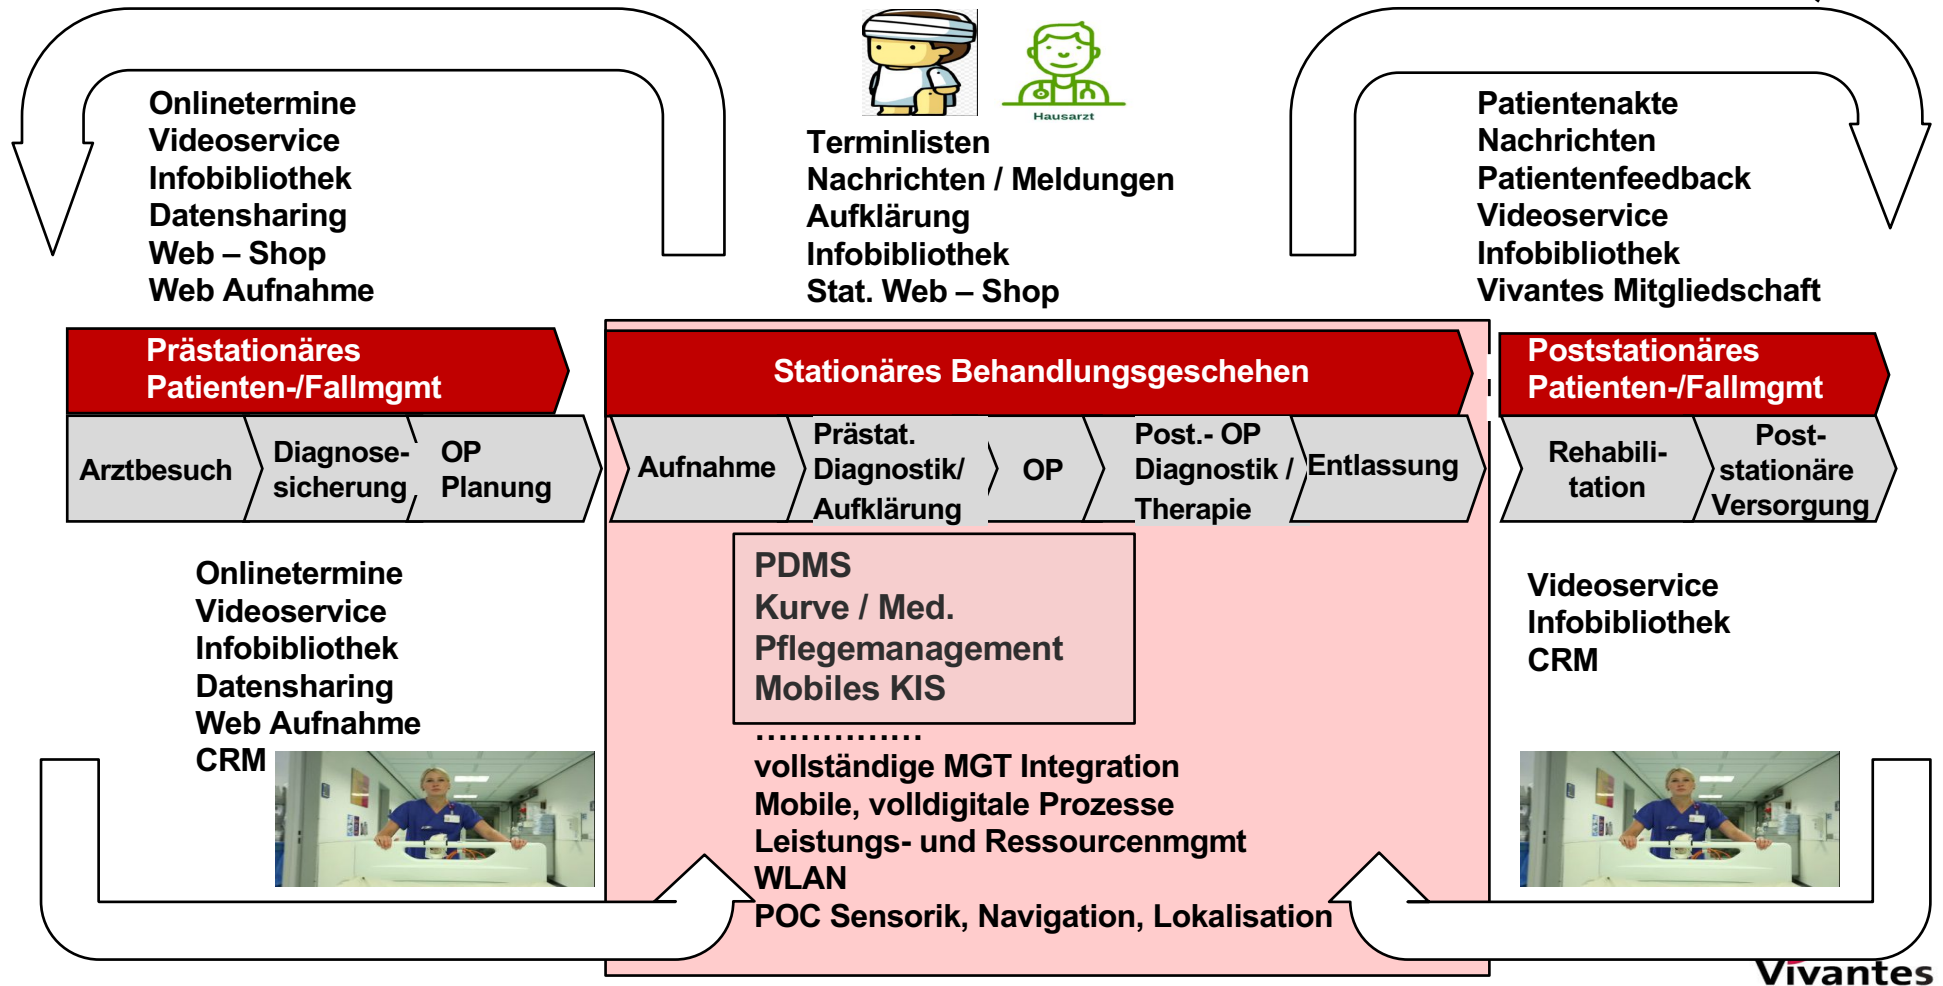 Onlinetermine
Videoservice
Infobibliothek
Datensharing
Web – Shop
Web Aufnahme
Hausarzt
Terminlisten
Nachrichten / Meldungen
Aufklärung
Infobibliothek
Stat. Web – Shop
Patientenakte
Nachrichten
Patientenfeedback
Videoservice
Infobibliothek
Vivantes Mitgliedschaft
Prästationäres
Patienten-/Fallmgmt
Stationäres Behandlungsgeschehen
Poststationäres
Patienten-/Fallmgmt
Arztbesuch
Diagnose-
sicherung
OP
Planung
Aufnahme
Prästat.
Diagnostik/
Aufklärung
OP
Post.- OP
Diagnostik /
Therapie
Entlassung
Rehabili-
tation
Post-
stationäre
Versorgung
Onlinetermine
Videoservice
Infobibliothek
Datensharing
Web Aufnahme
CRM
PDMS
Kurve / Med.
Pflegemanagement
Mobiles KIS
……………
vollständige MGT Integration
Mobile, volldigitale Prozesse
Leistungs- und Ressourcenmgmt
WLAN
POC Sensorik, Navigation, Lokalisation
Videoservice
Infobibliothek
CRM
Vivantes